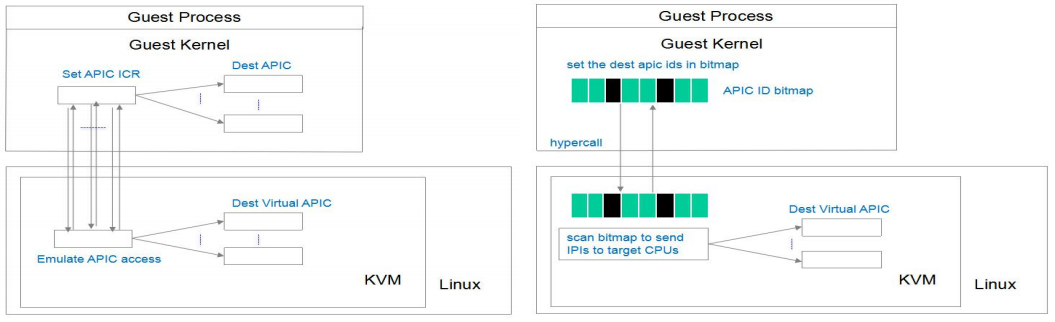 Guest Process
Guest Kernel
Set APIC ICR
Dest APIC
Dest Virtual APIC
Emulate APIC access
KVM
Linux
Guest Process
Guest Kernel
set the dest apic ids in bitmap
APIC ID bitmap
hypercall
Dest Virtual APIC
scan bitmap to send
IPIs to target CPUs
KVM
Linux